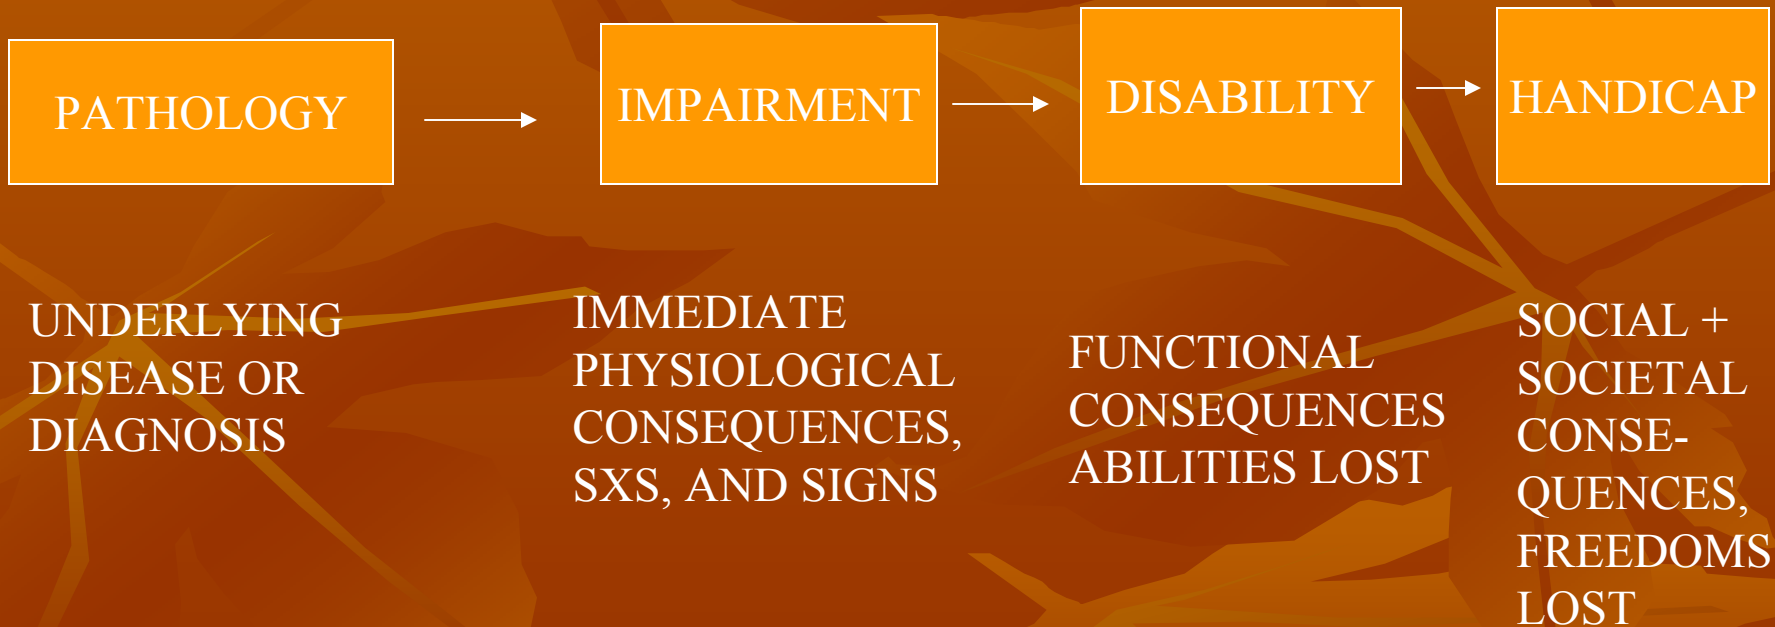 PATHOLOGY
IMPAIRMENT
DISABILITY
HANDICAP
UNDERLYING
DISEASE OR
DIAGNOSIS
IMMEDIATE
PHYSIOLOGICAL
CONSEQUENCES,
SXS, AND SIGNS
FUNCTIONAL
CONSEQUENCES
ABILITIES LOST
SOCIAL +
SOCIETAL
CONSE-
QUENCES,
FREEDOMS
LOST